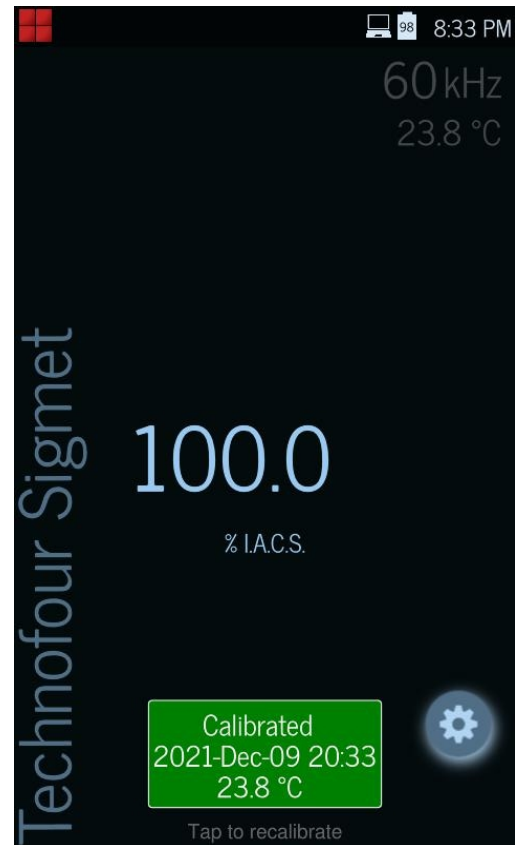 98 8:33 PM
60 kHz
23.8 °C
Technofour Sigmet
100.0
% I.A.C.S.
Calibrated
2021-Dec-09 20:33
23.8 °C
Tap to recalibrate